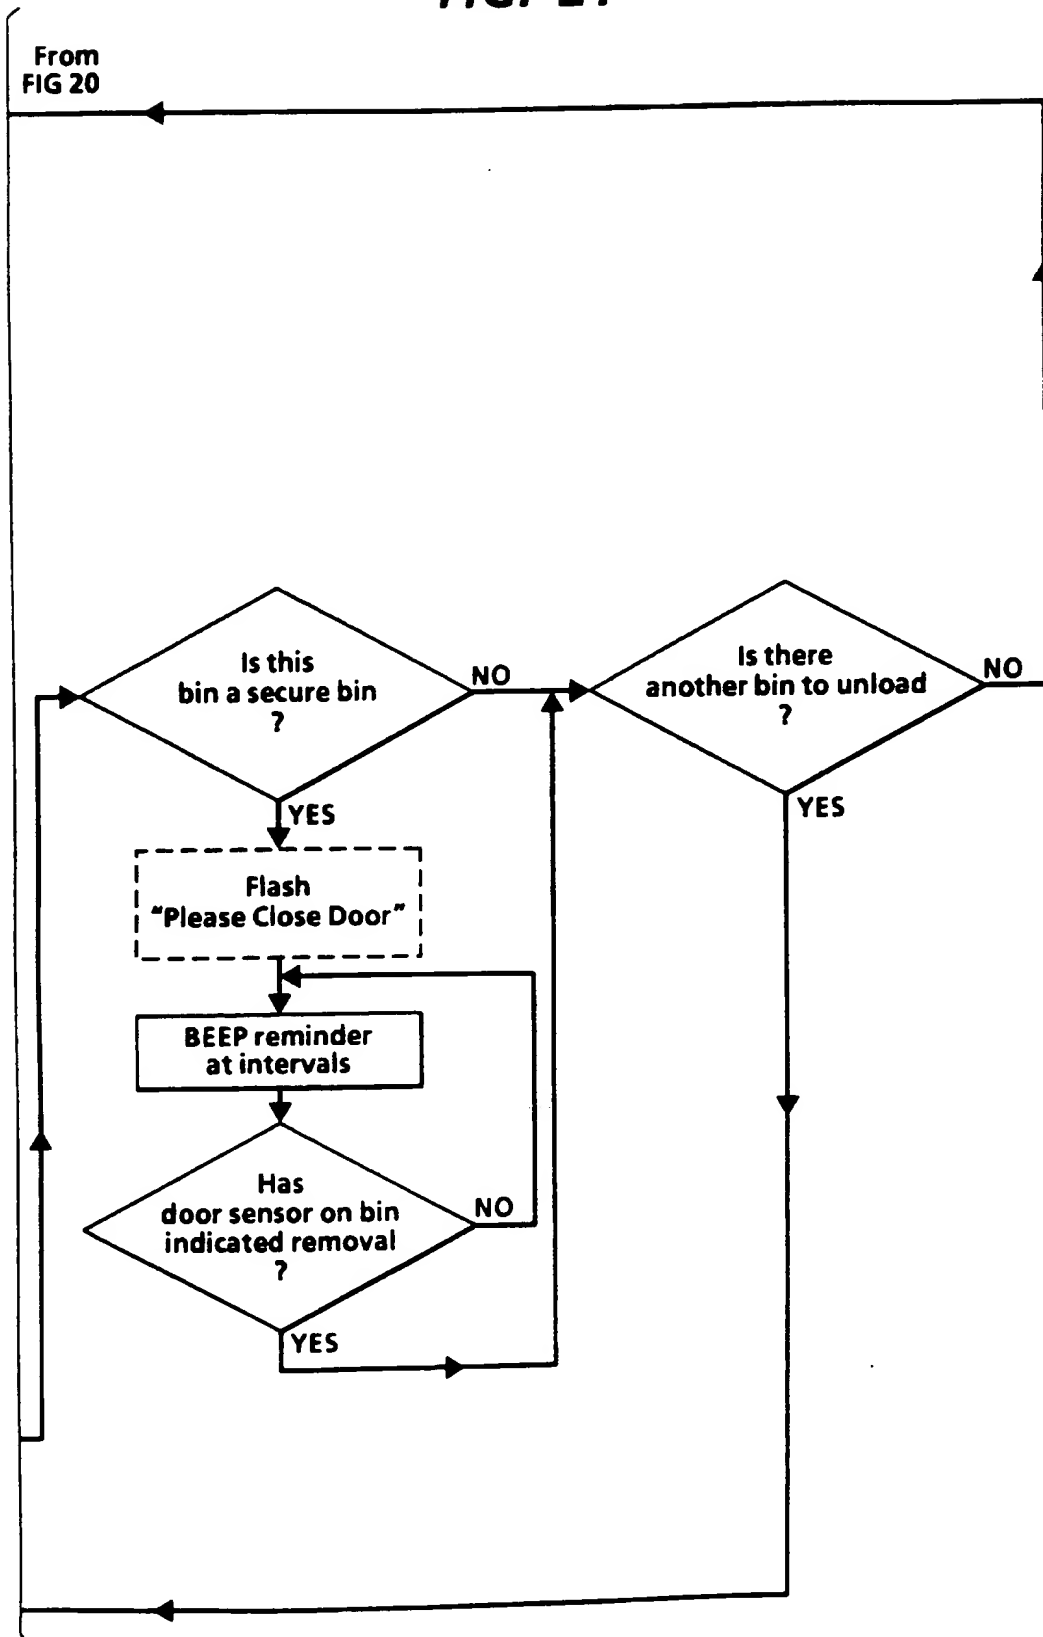 From
FIG 20
Is this
bin a secure bin
?
NO
YES
Is there
another bin to unload
?
NO
YES
Flash
"Please Close Door"
BEEP reminder
at intervals
Has
door sensor on bin
indicated removal
?
NO
YES